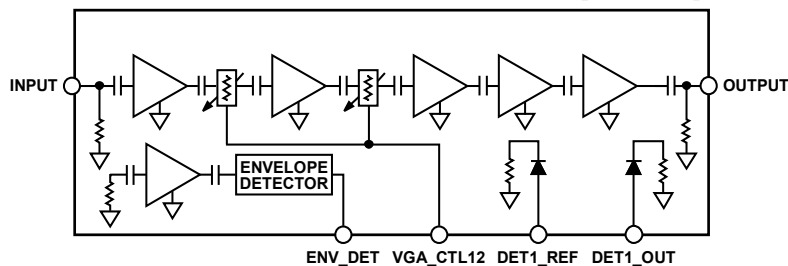 INPUT
OUTPUT
ENVELOPE
DETECTOR
ENV_DET
VGA_CTL12
DET1_REF
DET1_OUT